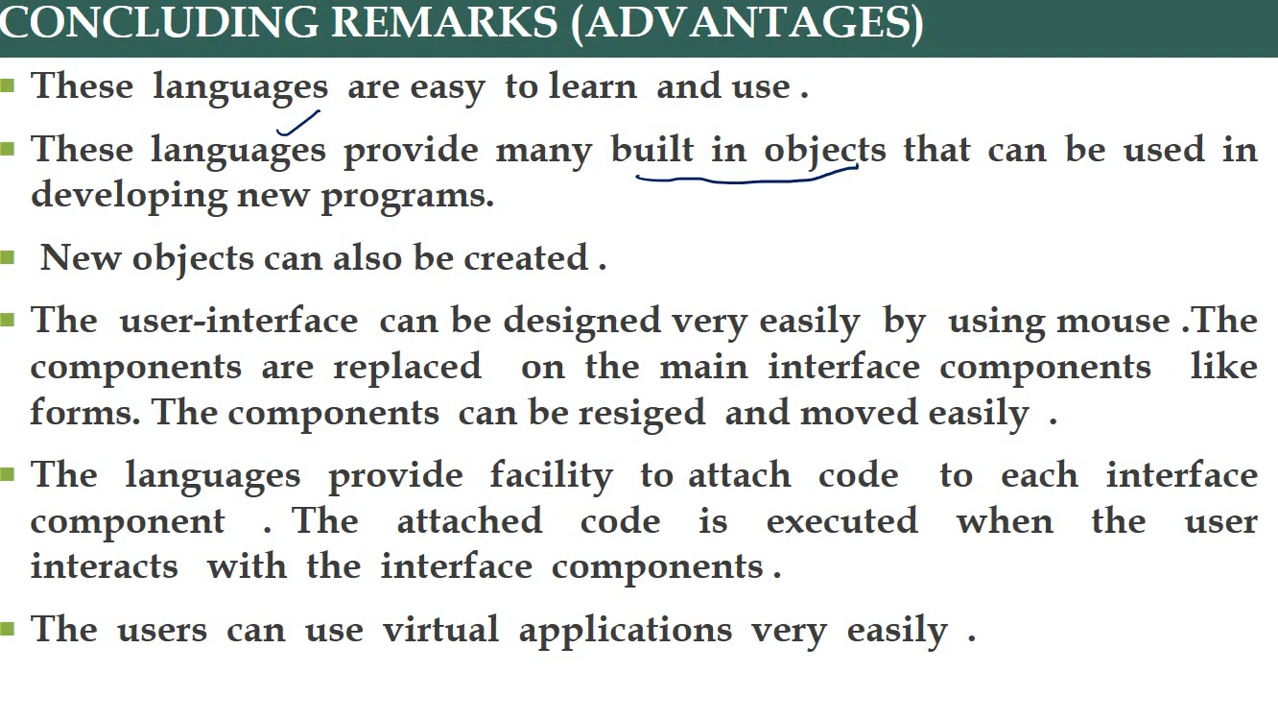 CONCLUDING REMARKS (ADVANTAGES)
These languages are easy to learn and use .
These languages provide many built in objects that can be used in
developing new programs.
New objects can also be created .
The user-interface can be designed very easily by using mouse .The
components are replaced on the main interface components like
forms. The components can be resiged and moved easily .
The languages provide facility to attach code to each interface
component . The attached code is executed when the user
interacts with the interface components .
The users can use virtual applications very easily .